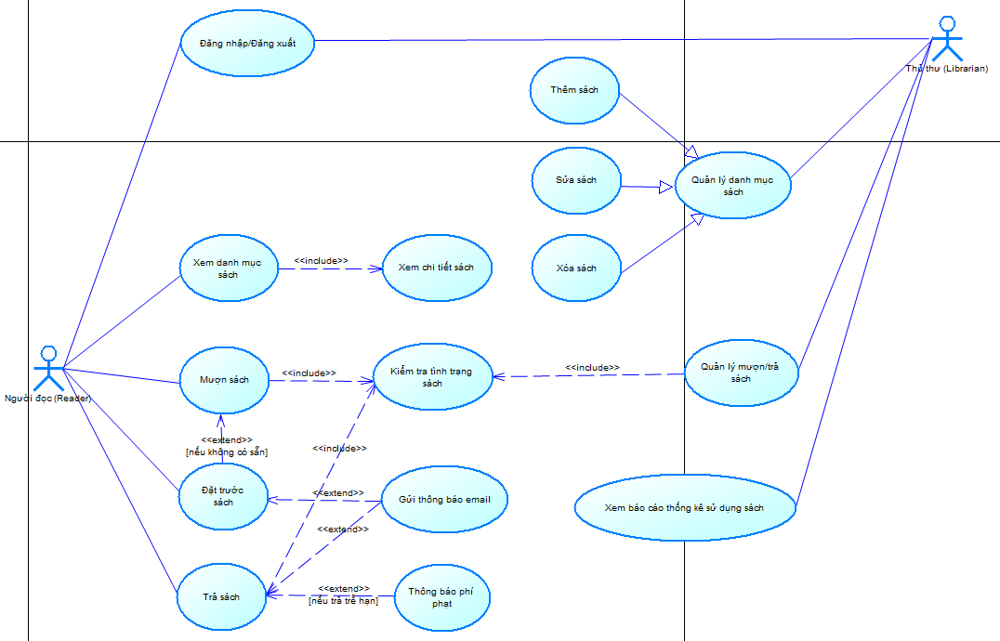 Đăng nhập/Đăng xuất
Thủ thư (Librarian)
Thêm sách
Sửa sách
Quản lý danh mục
sách
Xóa sách
Xem danh mục
sách
<<include>>
Xem chi tiết sách
Người đọc (Reader)
Mượn sách
<<include>>
Kiểm tra tình trạng
sách
<<include>>
Quản lý mượn/trả
sách
<<extend>>
[nếu không có sẵn]
<<include>>
Đặt trước
sách
<<extend>>
Gửi thông báo email
<<extend>>
Xem báo cáo thống kê sử dụng sách
Trả sách
<<extend>>
[nếu trả trễ hạn]
Thông báo phí
phạt